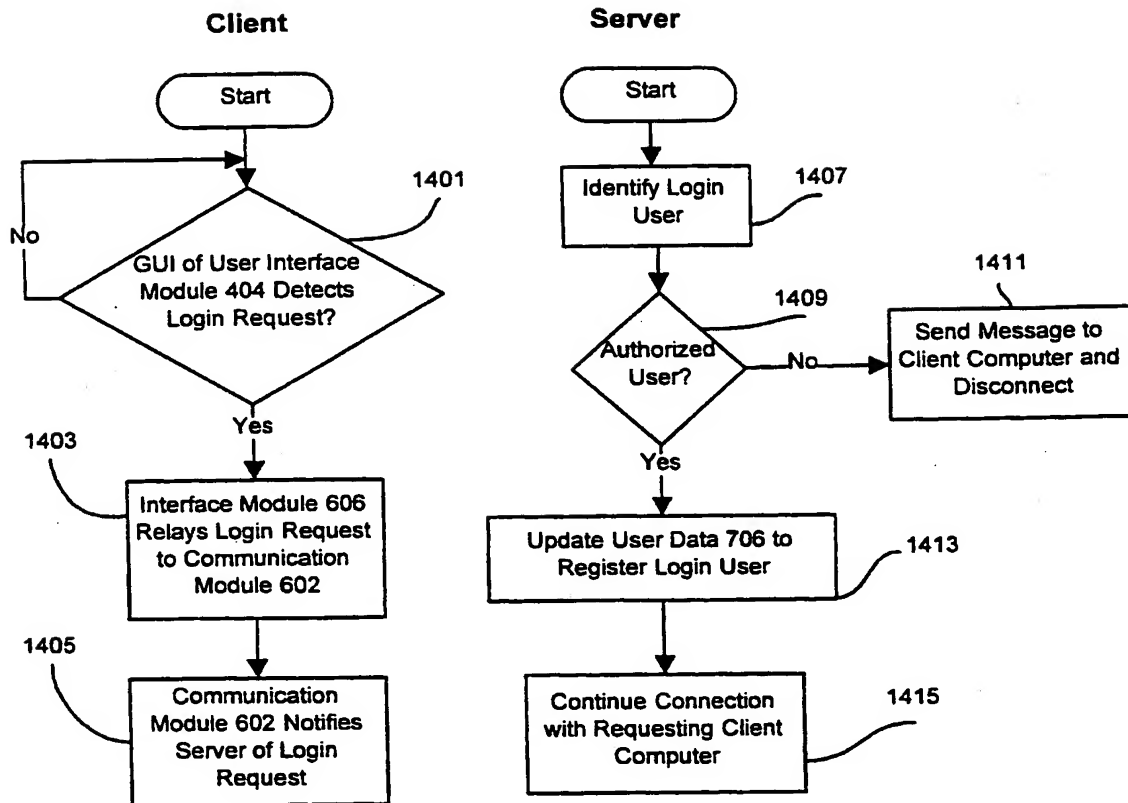 Client
Start
1401
No
GUI of User Interface
Module 404 Detects
Login Request?
Yes
1403
Interface Module 606
Relays Login Request
to Communication
Module 602
1405
Communication
Module 602 Notifies
Server of Login
Request
Server
Start
1407
Identify Login
User
1409
Authorized
User?
No
1411
Send Message to
Client Computer and
Disconnect
Yes
Update User Data 706 to
Register Login User
1413
Continue Connection
with Requesting Client
Computer
1415